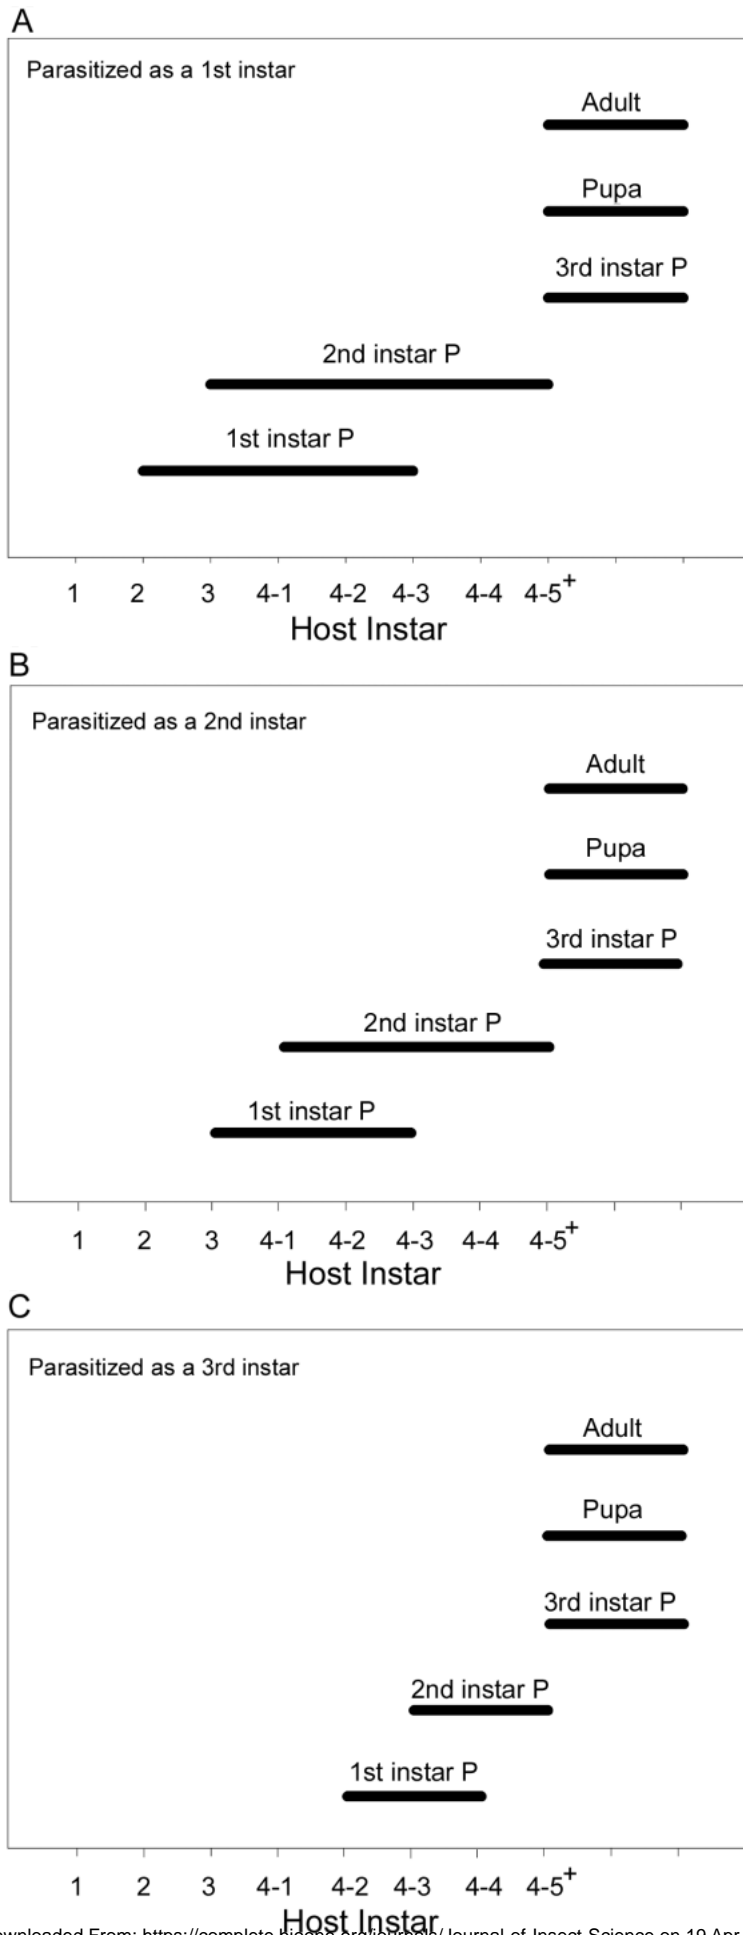 A
Parasitized as a 1st instar
Adult
Pupa
3rd instar P
2nd instar P
1st instar P
1 2 3 4-1 4-2 4-3 4-4 4-5+
Host Instar
B
Parasitized as a 2nd instar
Adult
Pupa
3rd instar P
2nd instar P
1st instar P
1 2 3 4-1 4-2 4-3 4-4 4-5+
Host Instar
C
Parasitized as a 3rd instar
Adult
Pupa
3rd instar P
2nd instar P
1st instar P
1 2 3 4-1 4-2 4-3 4-4 4-5+
Host Instar
From: Journal-of-Insect-Science on 19 Apr